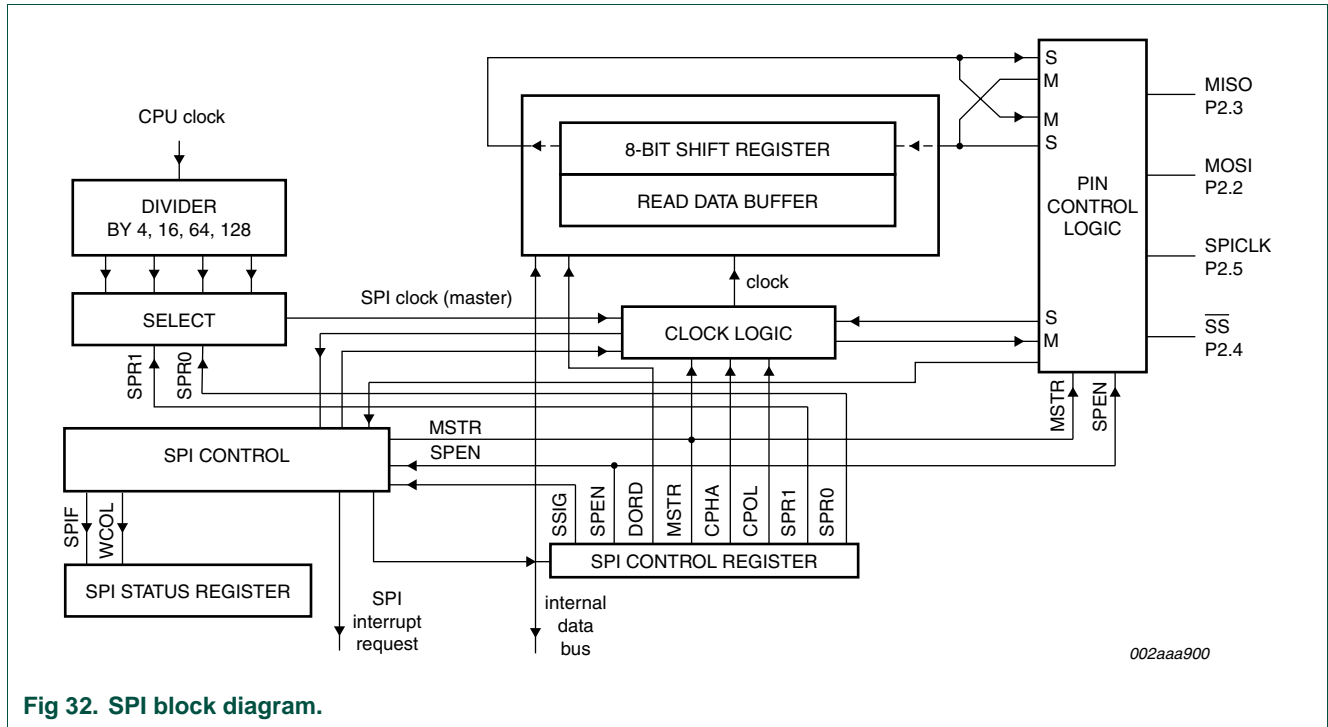 CPU clock
DIVIDER
BY 4, 16, 64, 128
SELECT
SPR1
SPR0
SPI clock (master)
8-BIT SHIFT REGISTER
READ DATA BUFFER
clock
CLOCK LOGIC
S
M
M
S
PIN
CONTROL
LOGIC
S
M
MISO
P2.3
MOSI
P2.2
SPICLK
P2.5
SS
P2.4
MSTR
SPEN
MSTR
SPEN
SPI CONTROL
SPIF
WCOL
SPI STATUS REGISTER
SPI
interrupt
request
SSIG
SPEN
DORD
MSTR
CPHA
CPOL
SPR1
SPR0
SPI CONTROL REGISTER
internal
data
bus
002aaa900
Fig 32. SPI block diagram.